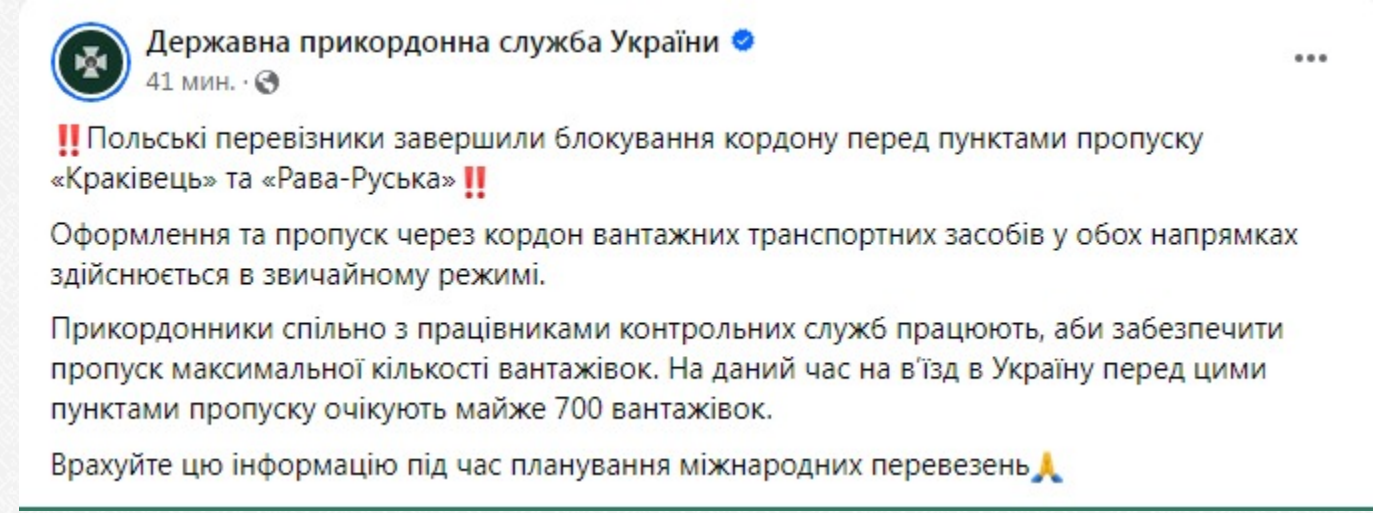 Державна прикордонна служба України
41 мин. ·
‼️Польські перевізники завершили блокування кордону перед пунктами пропуску
«Краківець» та «Рава-Руська»‼️
Оформлення та пропуск через кордон вантажних транспортних засобів у обох напрямках
здійснюється в звичайному режимі.
Прикордонники спільно з працівниками контрольних служб працюють, аби забезпечити
пропуск максимальної кількості вантажівок. На даний час на в'їзд в Україну перед цими
пунктами пропуску очікують майже 700 вантажівок.
Врахуйте цю інформацію під час планування міжнародних перевезень🙏